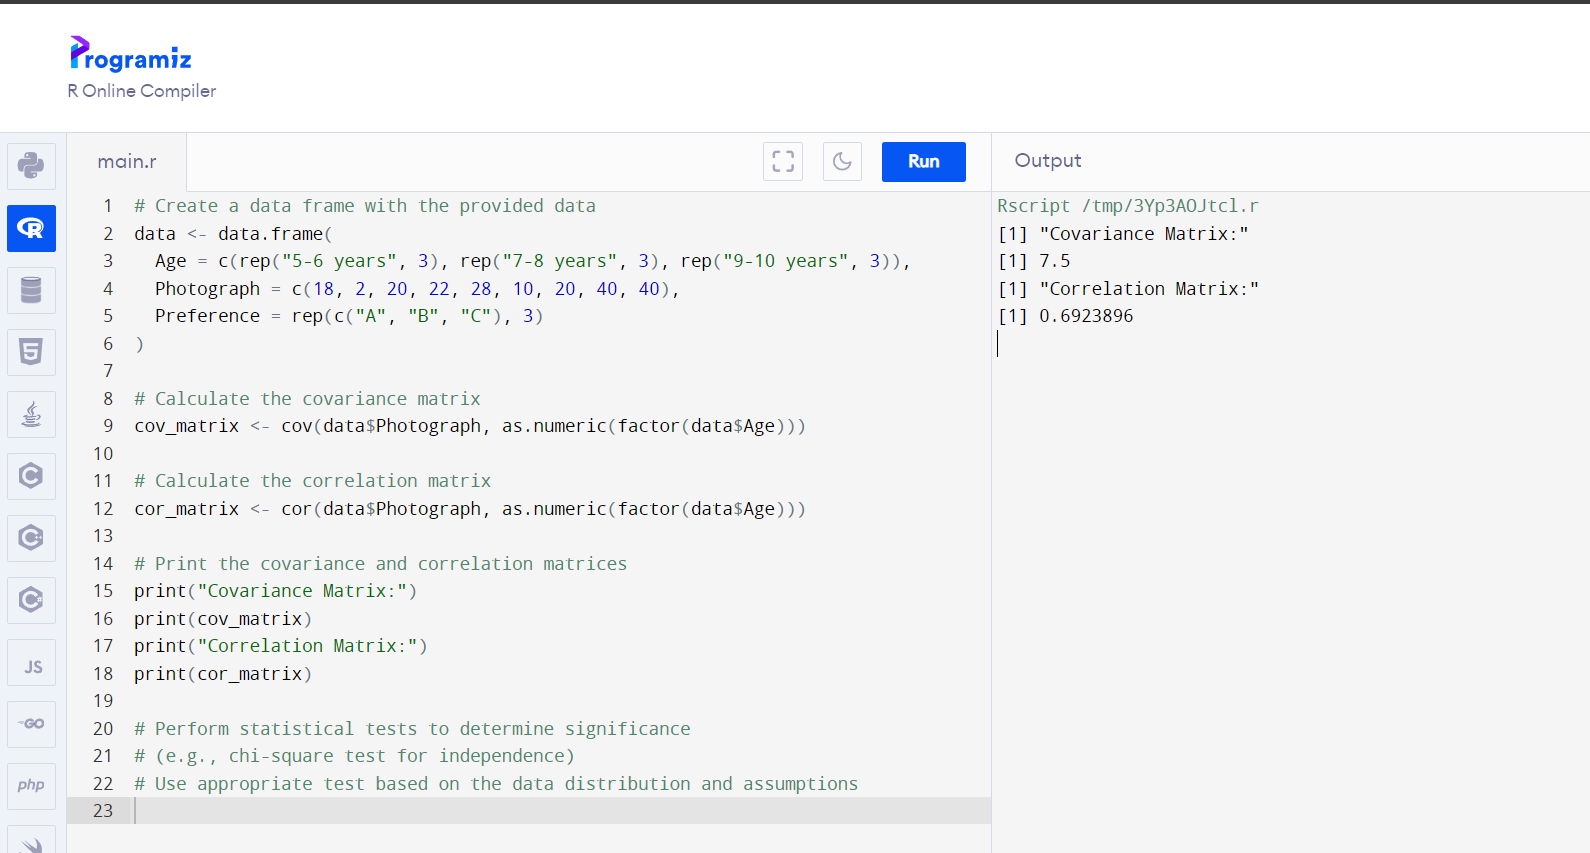 Programiz
R Online Compiler
main.r
Run
Output
1 # Create a data frame with the provided data
2 data <- data.frame(
3   Age = c(rep("5-6 years", 3), rep("7-8 years", 3), rep("9-10 years", 3)),
4   Photograph = c(18, 2, 20, 22, 28, 10, 20, 40, 40),
5   Preference = rep(c("A", "B", "C"), 3)
6 )
7
8 # Calculate the covariance matrix
9 cov_matrix <- cov(data$Photograph, as.numeric(factor(data$Age)))
10
11 # Calculate the correlation matrix
12 cor_matrix <- cor(data$Photograph, as.numeric(factor(data$Age)))
13
14 # Print the covariance and correlation matrices
15 print("Covariance Matrix:")
16 print(cov_matrix)
17 print("Correlation Matrix:")
18 print(cor_matrix)
19
20 # Perform statistical tests to determine significance
21 # (e.g., chi-square test for independence)
22 # Use appropriate test based on the data distribution and assumptions
23
Rscript /tmp/3Yp3AOJtcl.r
[1] "Covariance Matrix:"
[1] 7.5
[1] "Correlation Matrix:"
[1] 0.6923896
R
5
C
C
C
JS
GO
php